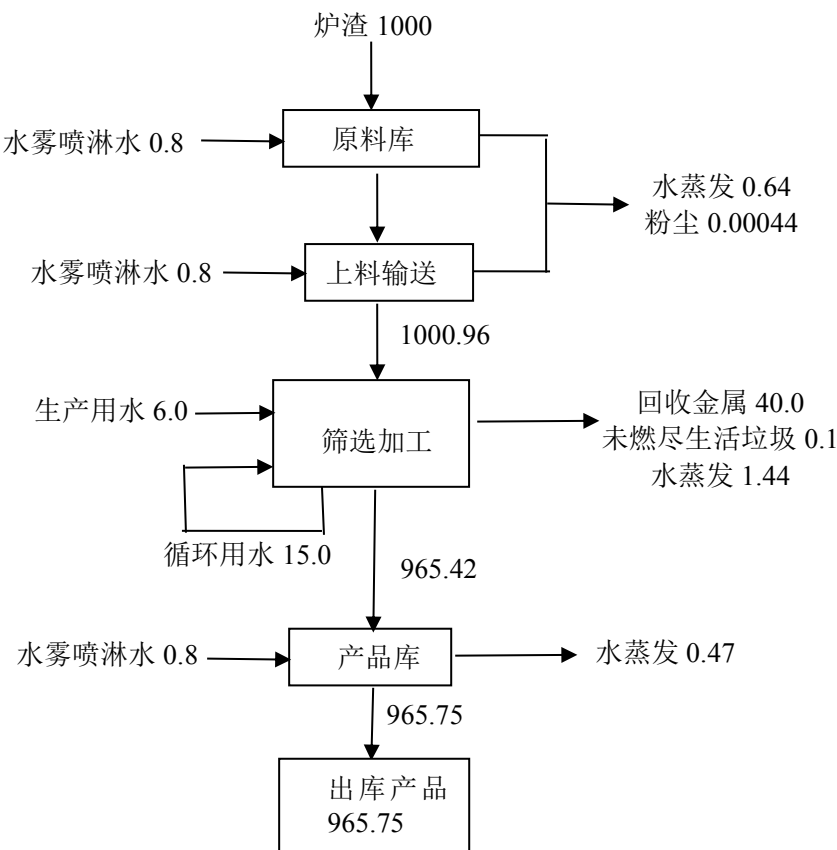 炉渣 1000
水雾喷淋水 0.8
原料库
水蒸发 0.64
粉尘 0.00044
水雾喷淋水 0.8
上料输送
1000.96
生产用水 6.0
筛选加工
回收金属 40.0
未燃尽生活垃圾 0.1
水蒸发 1.44
循环用水 15.0
965.42
水雾喷淋水 0.8
产品库
水蒸发 0.47
965.75
出库产品
965.75